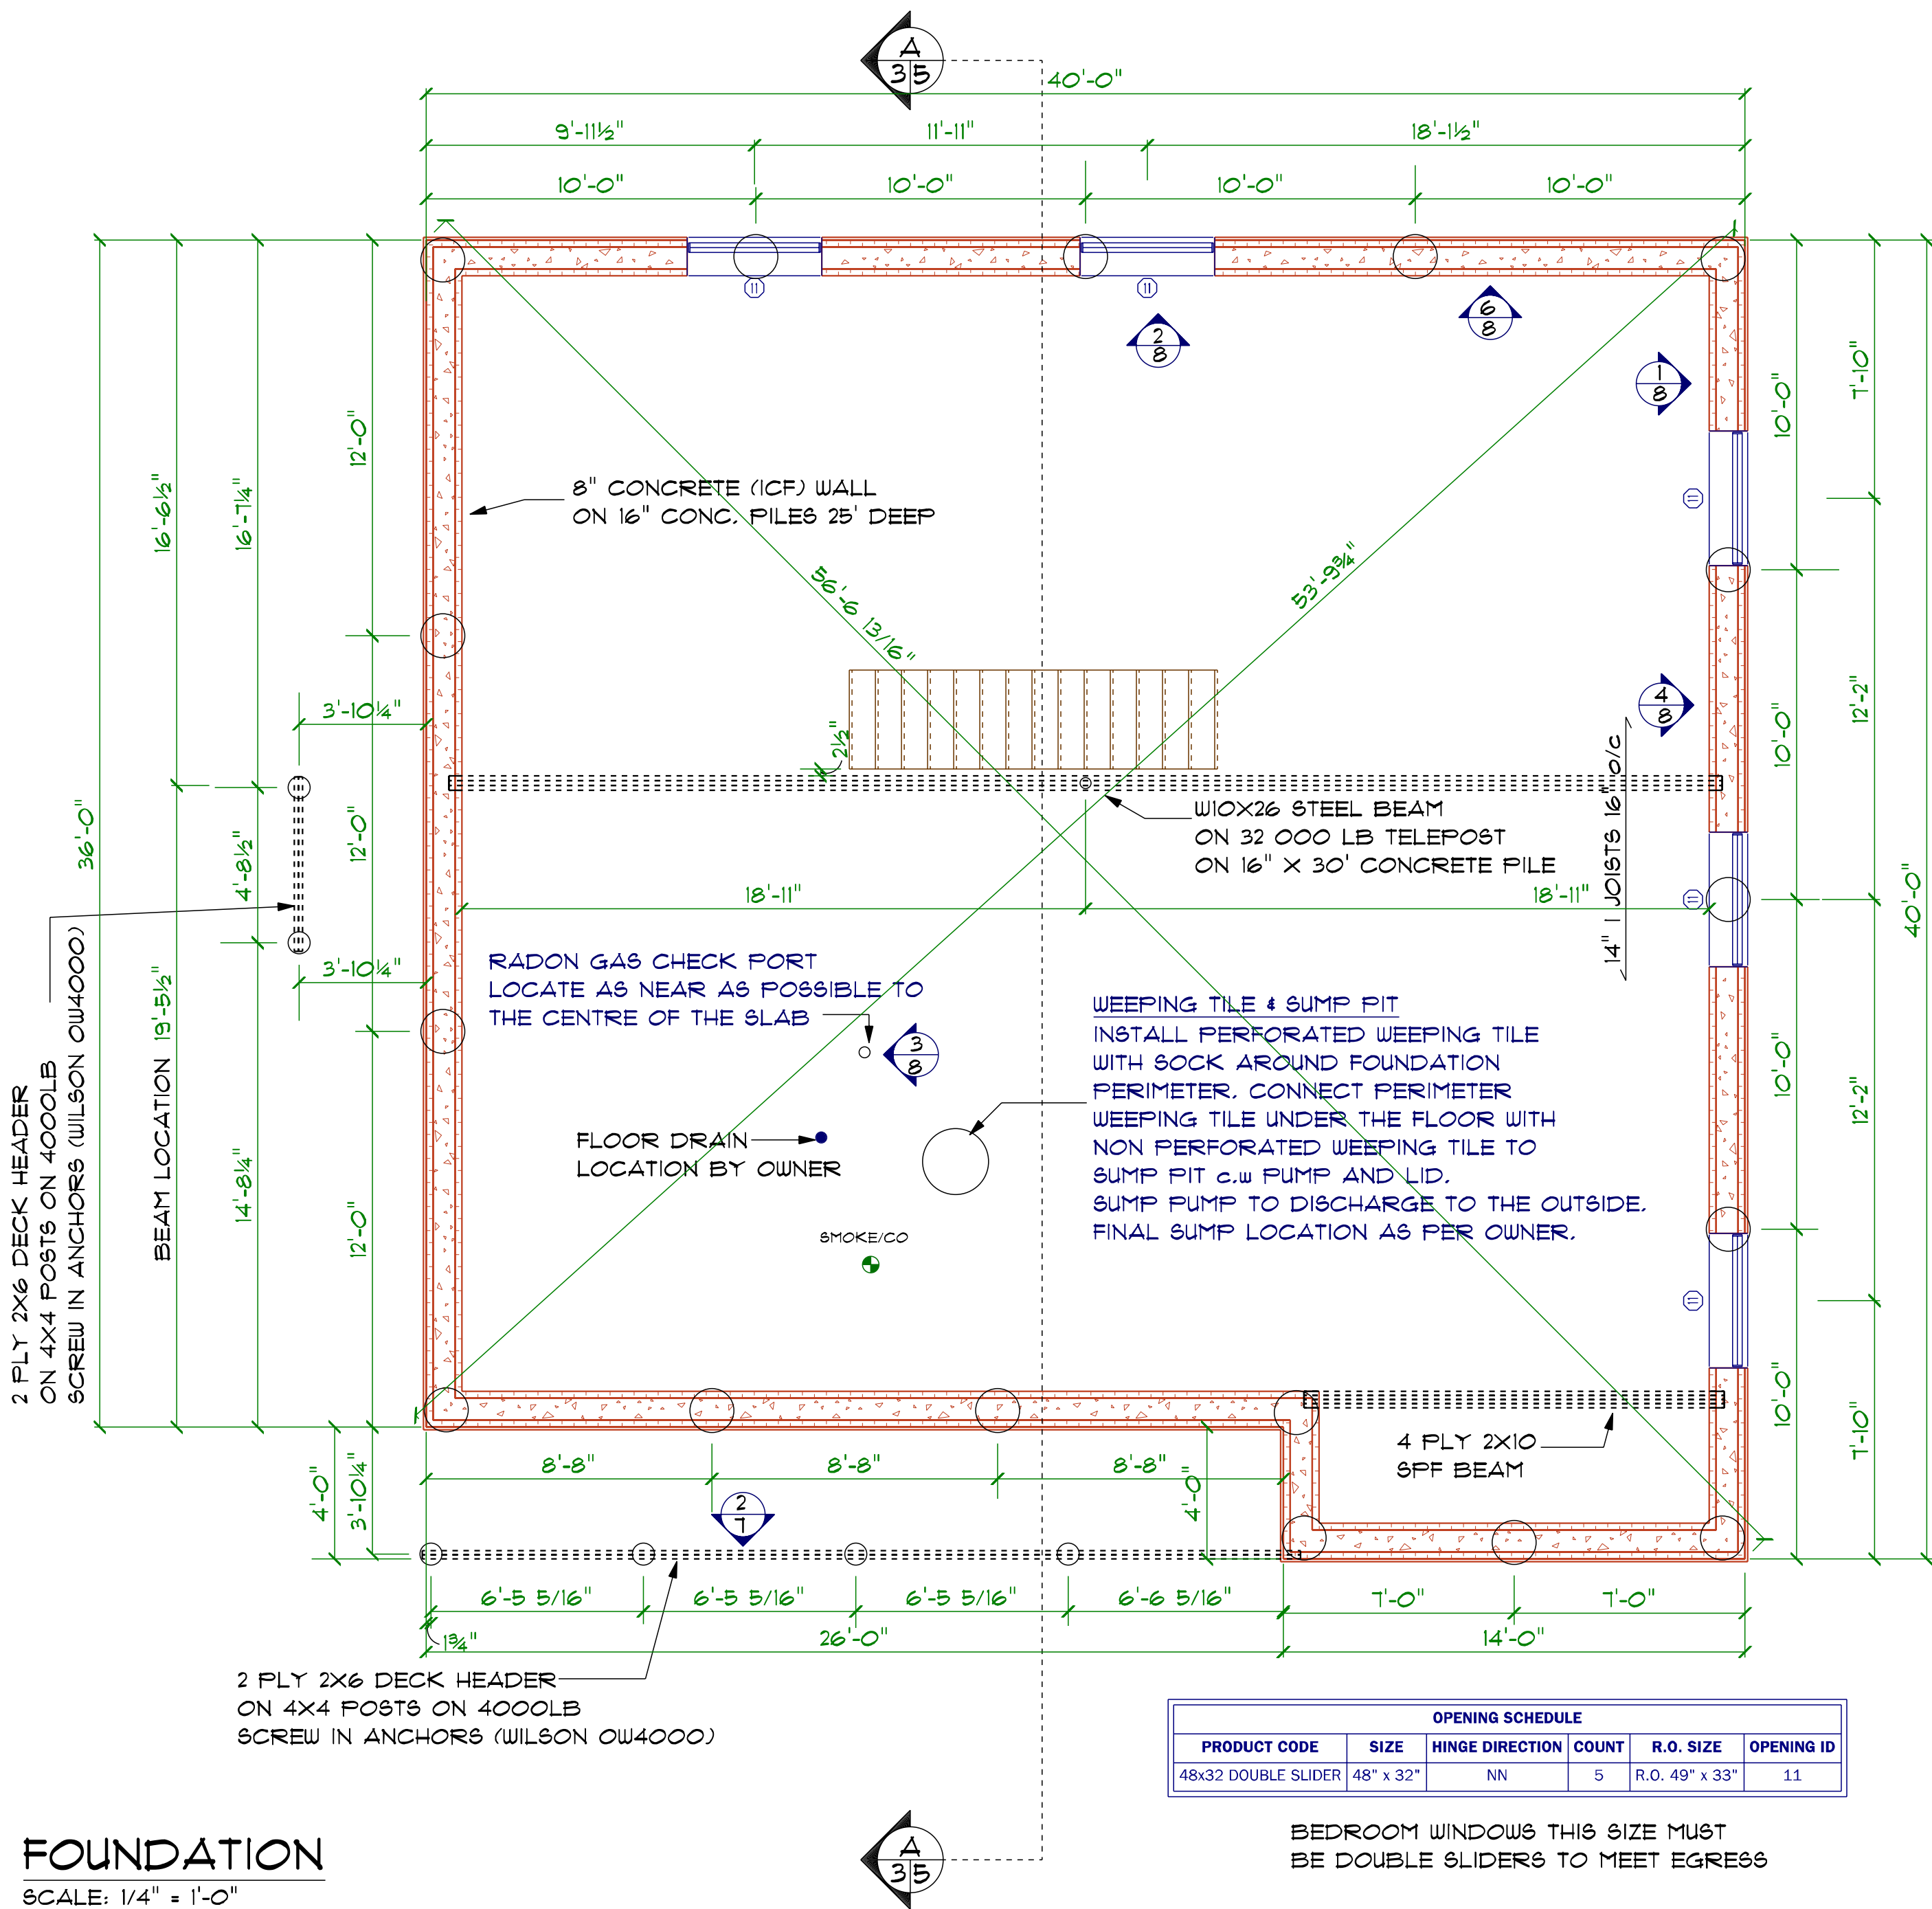 A
3 5
40'-0"
9'-11½" 11'-11" 18'-1½"
10'-0" 10'-0" 10'-0" 10'-0"
11 11
2
8
6
8
1
8
4
8
11
11
11
36'-0"
16'-6½"
BEAM LOCATION 19'-5½"
16'-7¼"
4'-8½"
14'-8¼"
12'-0"
12'-0"
12'-0"
3'-10¼"
3'-10¼"
2 PLY 2X6 DECK HEADER
ON 4X4 POSTS ON 4000LB
SCREW IN ANCHORS (WILSON OW4000)
8" CONCRETE (ICF) WALL
ON 16" CONC. PILES 25' DEEP
56'-6 13/16"
53'-9¾"
2½"
W10X26 STEEL BEAM
ON 32 000 LB TELEPOST
ON 16" X 30' CONCRETE PILE
14" I JOISTS 16" O/C
18'-11" 18'-11"
10'-0"
10'-0"
10'-0"
10'-0"
7'-10"
12'-2"
12'-2"
7'-10"
40'-0"
RADON GAS CHECK PORT
LOCATE AS NEAR AS POSSIBLE TO
THE CENTRE OF THE SLAB
3
8
FLOOR DRAIN
LOCATION BY OWNER
SMOKE/CO
WEEPING TILE & SUMP PIT
INSTALL PERFORATED WEEPING TILE
WITH SOCK AROUND FOUNDATION
PERIMETER. CONNECT PERIMETER
WEEPING TILE UNDER THE FLOOR WITH
NON PERFORATED WEEPING TILE TO
SUMP PIT c.w PUMP AND LID.
SUMP PUMP TO DISCHARGE TO THE OUTSIDE.
FINAL SUMP LOCATION AS PER OWNER.
4 PLY 2X10
SPF BEAM
8'-8" 8'-8" 8'-8"
4'-0"
4'-0"
3'-10¼"
2
7
6'-5 5/16" 6'-5 5/16" 6'-5 5/16" 6'-6 5/16" 7'-0" 7'-0"
1¾"
26'-0" 14'-0"
2 PLY 2X6 DECK HEADER
ON 4X4 POSTS ON 4000LB
SCREW IN ANCHORS (WILSON OW4000)
OPENING SCHEDULE
PRODUCT CODE SIZE HINGE DIRECTION COUNT R.O. SIZE OPENING ID
48x32 DOUBLE SLIDER 48" x 32" NN 5 R.O. 49" x 33" 11
BEDROOM WINDOWS THIS SIZE MUST
BE DOUBLE SLIDERS TO MEET EGRESS
A
3 5
FOUNDATION
SCALE: 1/4" = 1'-0"